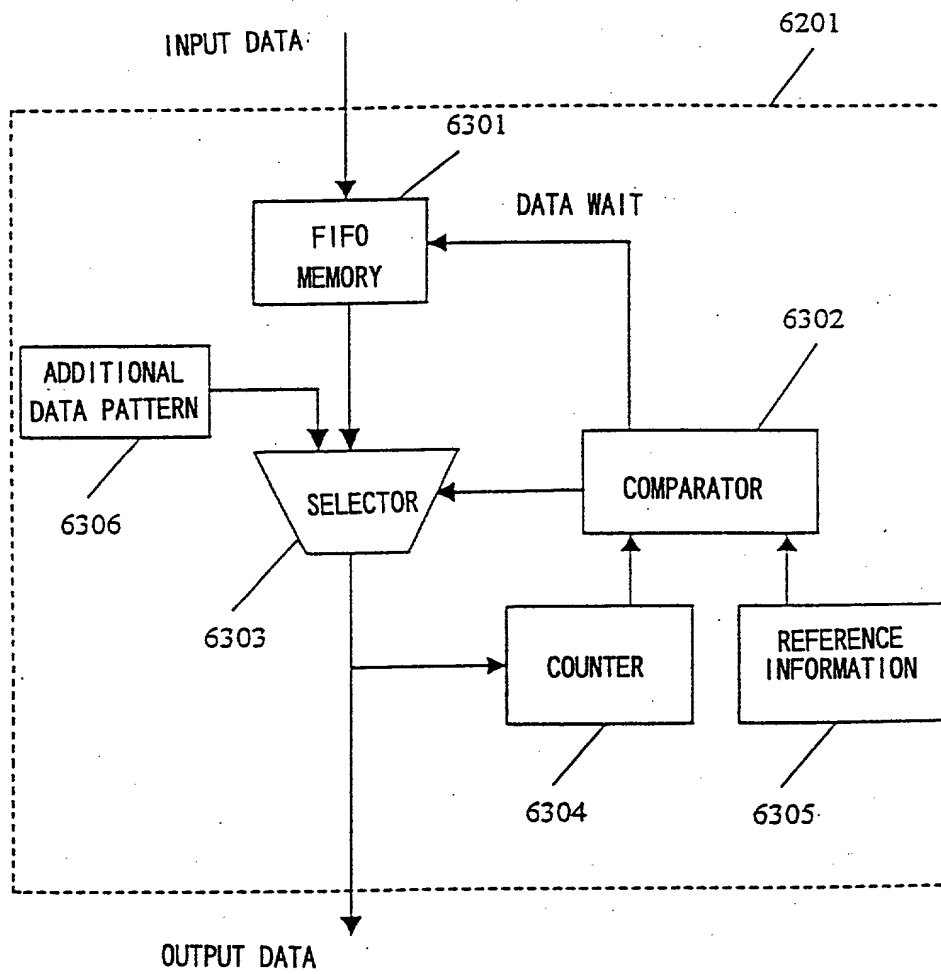 6201
INPUT DATA
6301
DATA WAIT
FIFO
MEMORY
6302
ADDITIONAL
DATA PATTERN
SELECTOR
COMPARATOR
6306
6303
COUNTER
REFERENCE
INFORMATION
6304
6305
OUTPUT DATA